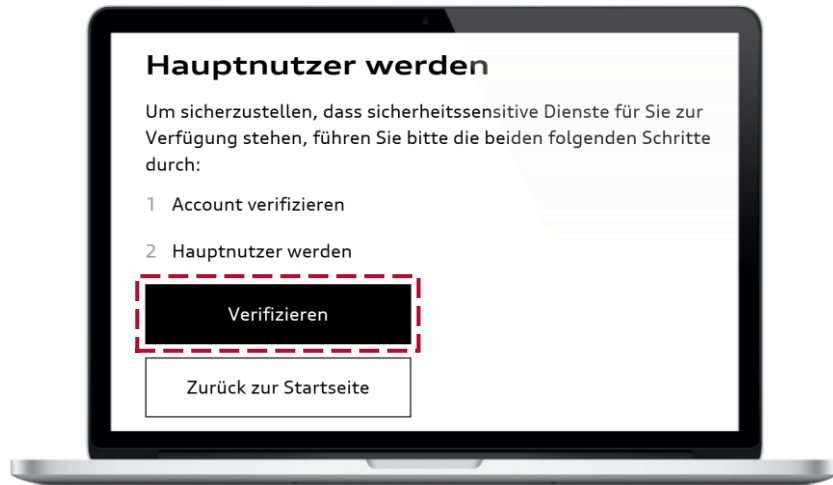 Hauptnutzer werden
Um sicherzustellen, dass sicherheitssensitive Dienste für Sie zur
Verfügung stehen, führen Sie bitte die beiden folgenden Schritte
durch:
1 Account verifizieren
2 Hauptnutzer werden
Verifizieren
Zurück zur Startseite